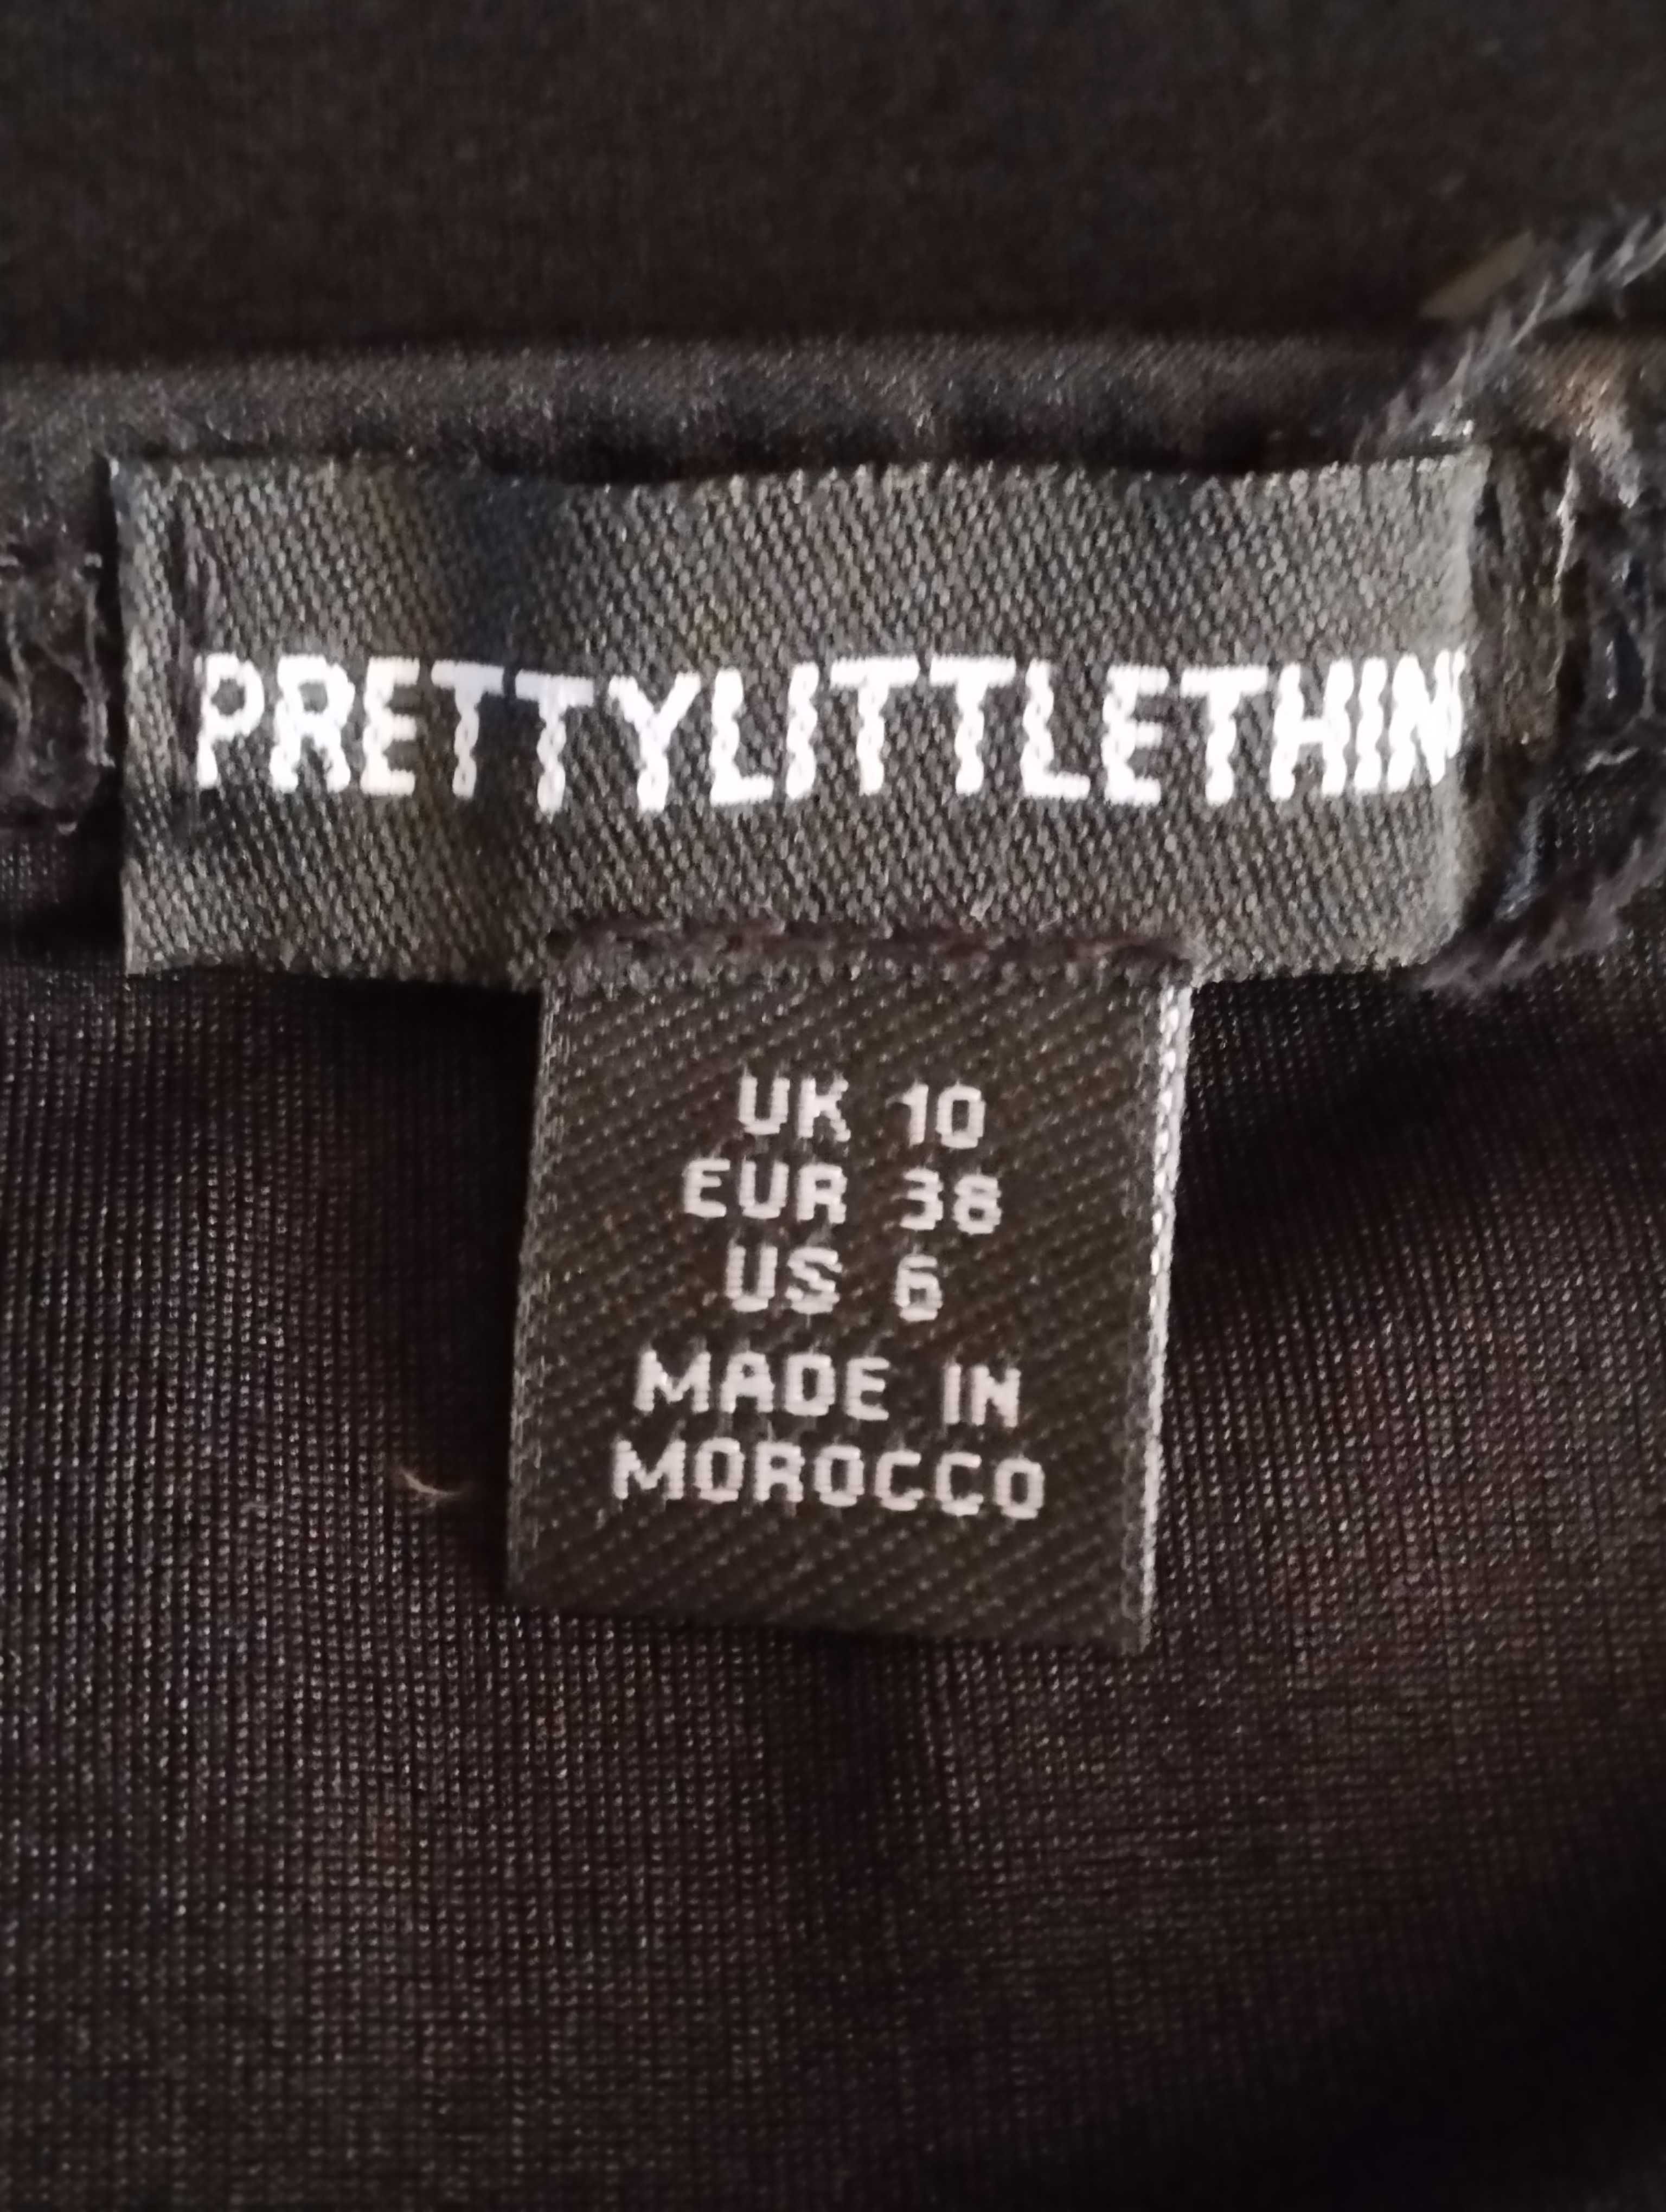 PRETTYLITTLETHIN
UK 10
EUR 38
US 6
MADE IN
MOROCCO